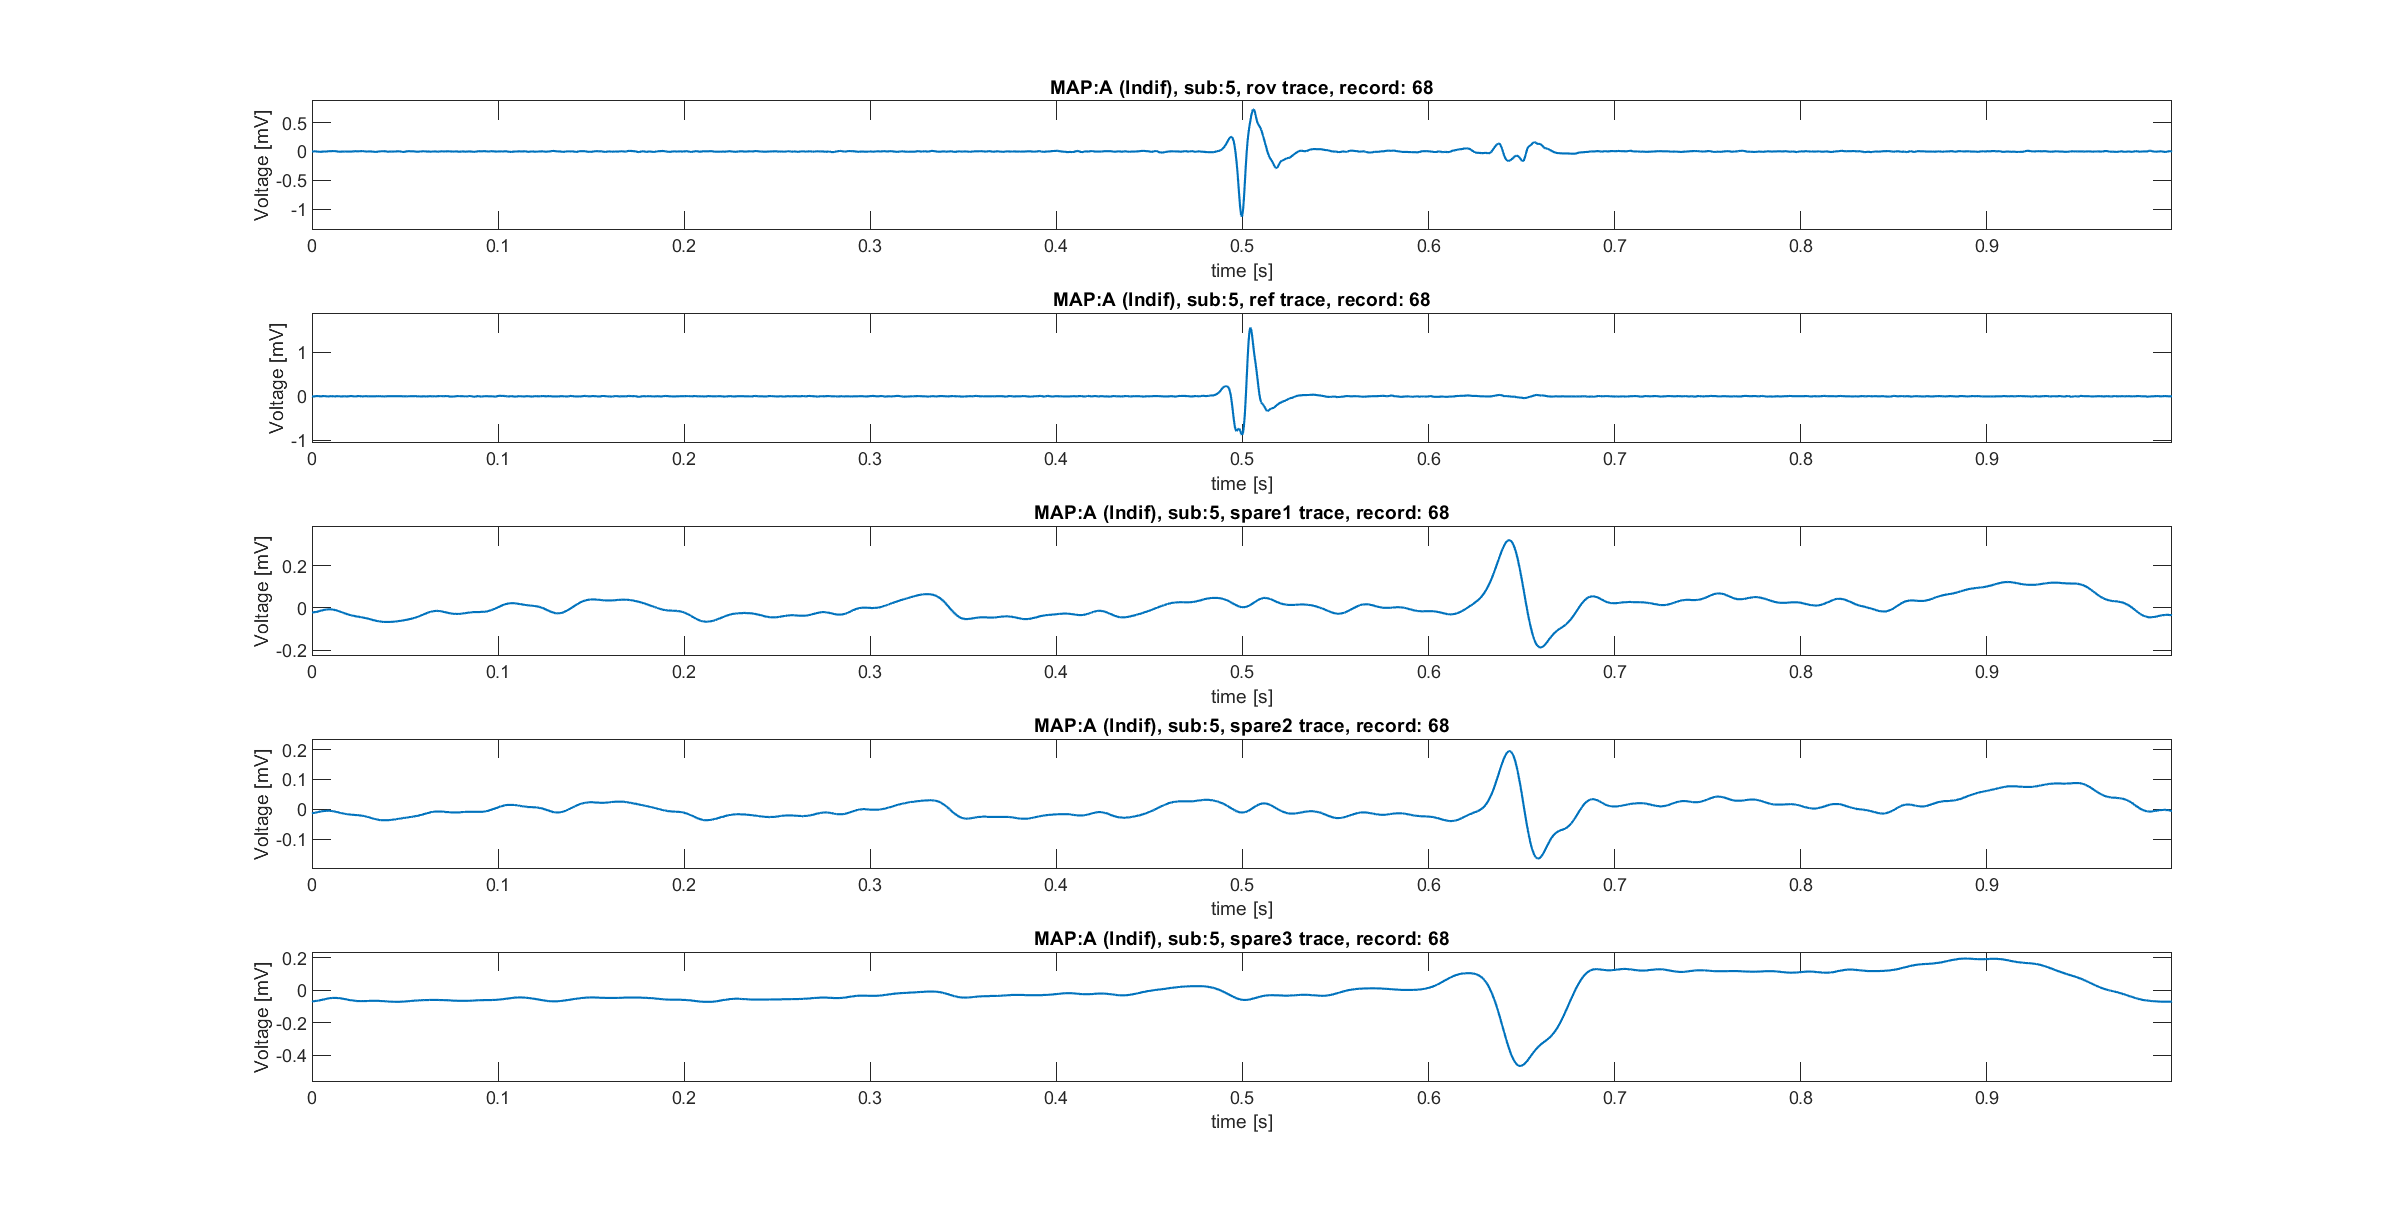 MAP:A (Indif), sub:5, rov trace, record: 68
Voltage [mV]
0.5
0
-0.5
-1
0 0.1 0.2 0.3 0.4 0.5 0.6 0.7 0.8 0.9
time [s]
MAP:A (Indif), sub:5, ref trace, record: 68
Voltage [mV]
1
0
-1
0 0.1 0.2 0.3 0.4 0.5 0.6 0.7 0.8 0.9
time [s]
MAP:A (Indif), sub:5, spare1 trace, record: 68
Voltage [mV]
0.2
0
-0.2
0 0.1 0.2 0.3 0.4 0.5 0.6 0.7 0.8 0.9
time [s]
MAP:A (Indif), sub:5, spare2 trace, record: 68
Voltage [mV]
0.2
0.1
0
-0.1
0 0.1 0.2 0.3 0.4 0.5 0.6 0.7 0.8 0.9
time [s]
MAP:A (Indif), sub:5, spare3 trace, record: 68
Voltage [mV]
0.2
0
-0.2
-0.4
0 0.1 0.2 0.3 0.4 0.5 0.6 0.7 0.8 0.9
time [s]